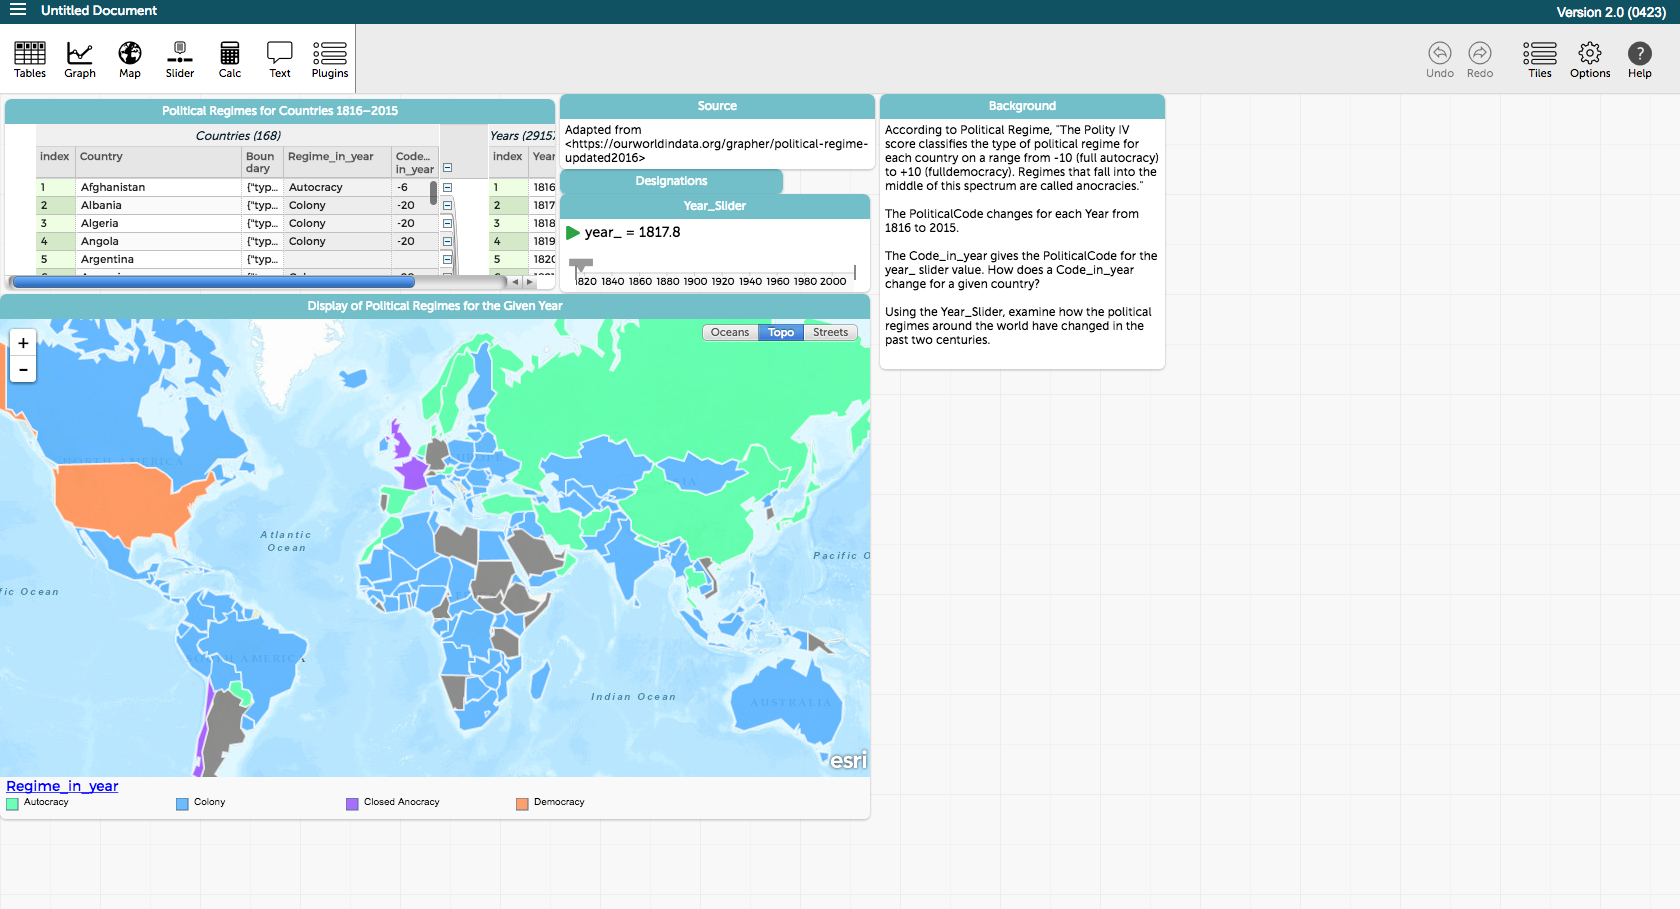 Untitled Document
Version 2.0 (0423)
Tables
Graph
Map
Slider
Calc
Text
Plugins
Undo
Redo
Tiles
Options
Help
Political Regimes for Countries 1816–2015
Countries (168)
Years (2915
index
Country
Boun
dary
Regime_in_year
Code...
in_year
index
Year
1
Afghanistan
{"typ...
Autocracy
-6
1
1816
2
Albania
{"typ...
Colony
-20
2
1817
3
Algeria
{"typ...
Colony
-20
3
1818
4
Angola
{"typ...
Colony
-20
4
1819
5
Argentina
{"typ...
5
1820
Source
Adapted from
<https://ourworldindata.org/grapher/political-regime-
updated2016>
Designations
Year_Slider
year_ = 1817.8
1820 1840 1860 1880 1900 1920 1940 1960 1980 2000
Background
According to Political Regime, "The Polity IV
score classifies the type of political regime for
each country on a range from -10 (full autocracy)
to +10 (fulldemocracy). Regimes that fall into the
middle of this spectrum are called anocracies."
The PoliticalCode changes for each Year from
1816 to 2015.
The Code_in_year gives the PoliticalCode for the
year_ slider value. How does a Code_in_year
change for a given country?
Using the Year_Slider, examine how the political
regimes around the world have changed in the
past two centuries.
Display of Political Regimes for the Given Year
+
−
Oceans
Topo
Streets
NORTH AMERICA
EUROPE
ASIA
Atlantic
Ocean
Pacific O
fic Ocean
AFRICA
SOUTH AMERICA
Indian Ocean
AUSTRALIA
esri
Regime_in_year
Autocracy
Colony
Closed Anocracy
Democracy